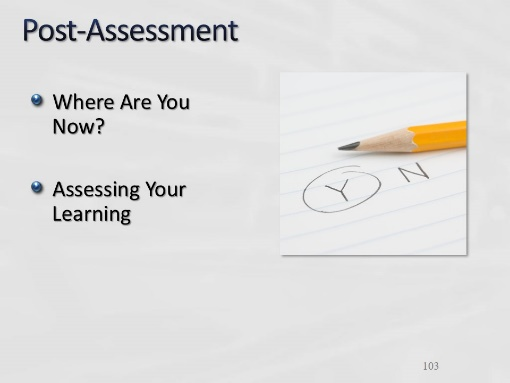 Post-Assessment
Where Are You
Now?
Assessing Your
Learning
Y N
103